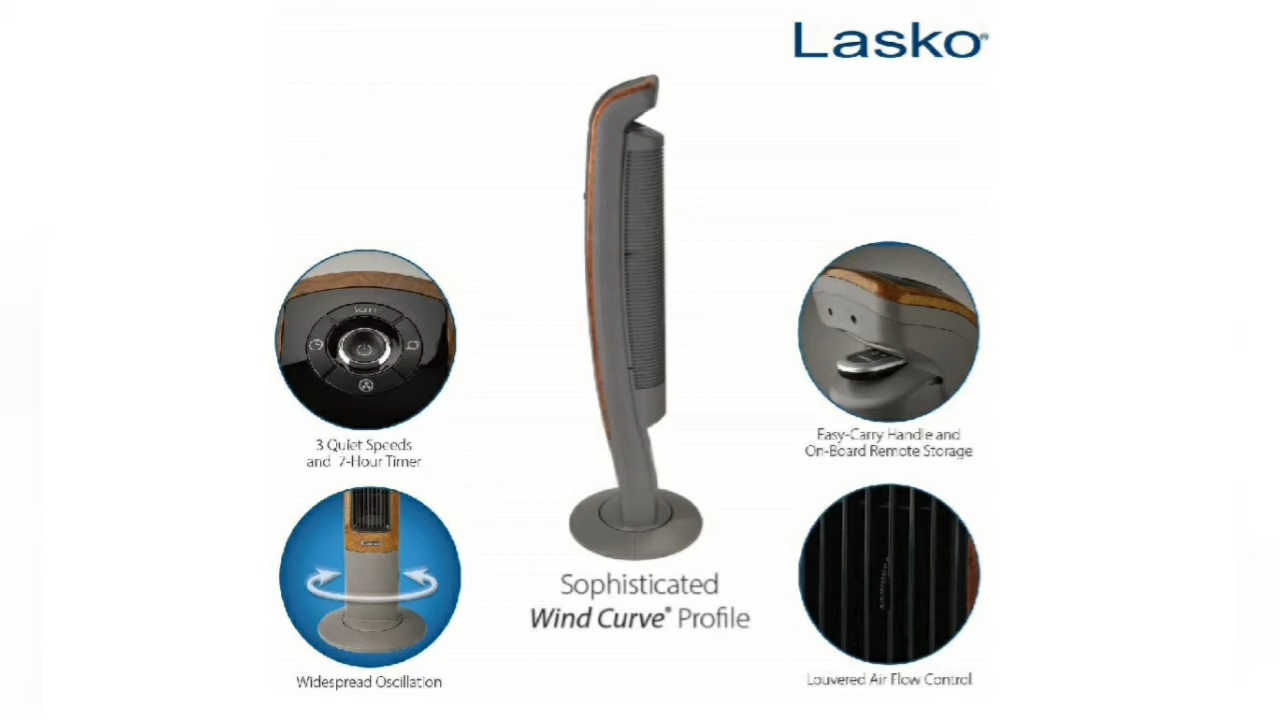 Lasko®
ion
3 Quiet Speeds
and 7-Hour Timer
Easy-Carry Handle and
On-Board Remote Storage
Sophisticated
Wind Curve® Profile
Widespread Oscillation
Louvered Air Flow Control